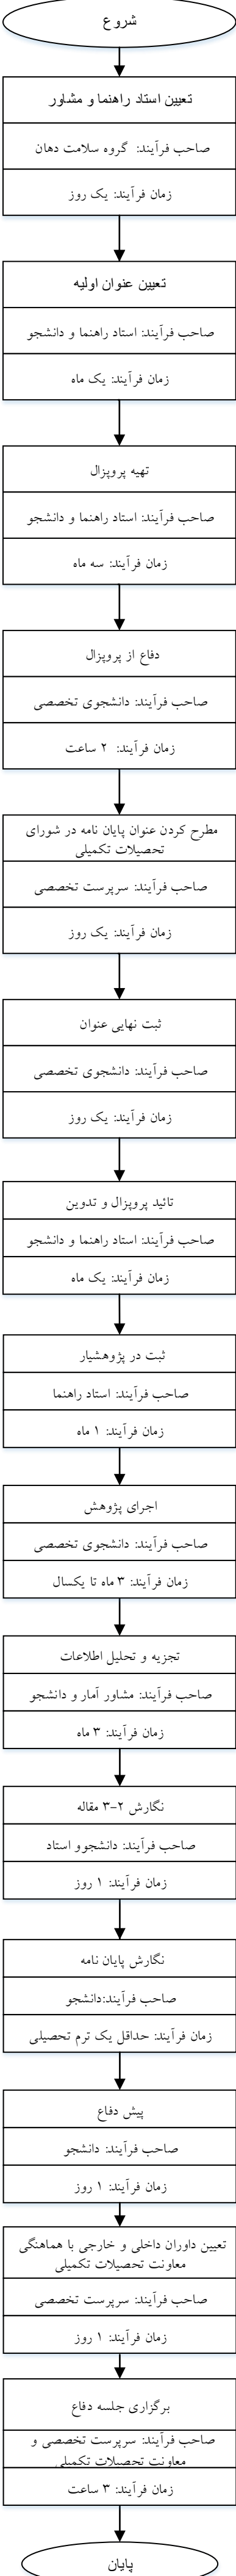 شروع
تعیین استاد راهنما و مشاور
صاحب فرآیند: گروه سلامت دهان
زمان فرآیند: یک روز
تعیین عنوان اولیه
صاحب فرآیند: استاد راهنما و دانشجو
زمان فرآیند: یک ماه
تهیه پروپزال
صاحب فرآیند: استاد راهنما و دانشجو
زمان فرآیند: سه ماه
دفاع از پروپزال
صاحب فرآیند: دانشجوی تخصصی
زمان فرآیند: ۲ ساعت
مطرح کردن عنوان پایان نامه در شورای
تحصیلات تکمیلی
صاحب فرآیند: سرپرست تخصصی
زمان فرآیند: یک روز
ثبت نهایی عنوان
صاحب فرآیند: دانشجوی تخصصی
زمان فرآیند: یک روز
تائید پروپزال و تدوین
صاحب فرآیند: استاد راهنما و دانشجو
زمان فرآیند: یک ماه
ثبت در پژوهشیار
صاحب فرآیند: استاد راهنما
زمان فرآیند: ۱ ماه
اجرای پژوهش
صاحب فرآیند: دانشجوی تخصصی
زمان فرآیند: ۳ ماه تا یکسال
تجزیه و تحلیل اطلاعات
صاحب فرآیند: مشاور آمار و دانشجو
زمان فرآیند: ۳ ماه
نگارش ۲-۳ مقاله
صاحب فرآیند: دانشجوو استاد
زمان فرآیند: ۱ روز
نگارش پایان نامه
صاحب فرآیند:دانشجو
زمان فرآیند: حداقل یک ترم تحصیلی
پیش دفاع
صاحب فرآیند: دانشجو
زمان فرآیند: ۱ روز
تعیین داوران داخلی و خارجی با هماهنگی
معاونت تحصیلات تکمیلی
صاحب فرآیند: سرپرست تخصصی
زمان فرآیند: ۱ روز
برگزاری جلسه دفاع
صاحب فرآیند: سرپرست تخصصی و
معاونت تحصیلات تکمیلی
زمان فرآیند: ۳ ساعت
پایان